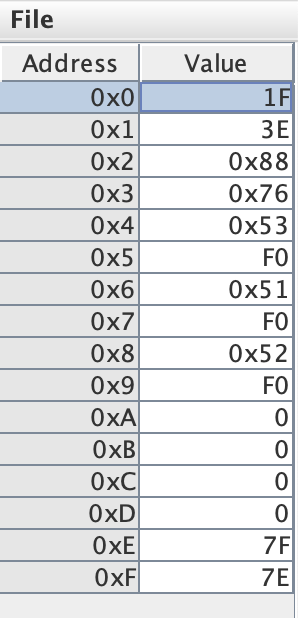 File
Address Value
0x0 1F
0x1 3E
0x2 0x88
0x3 0x76
0x4 0x53
0x5 F0
0x6 0x51
0x7 F0
0x8 0x52
0x9 F0
0xA 0
0xB 0
0xC 0
0xD 0
0xE 7F
0xF 7E